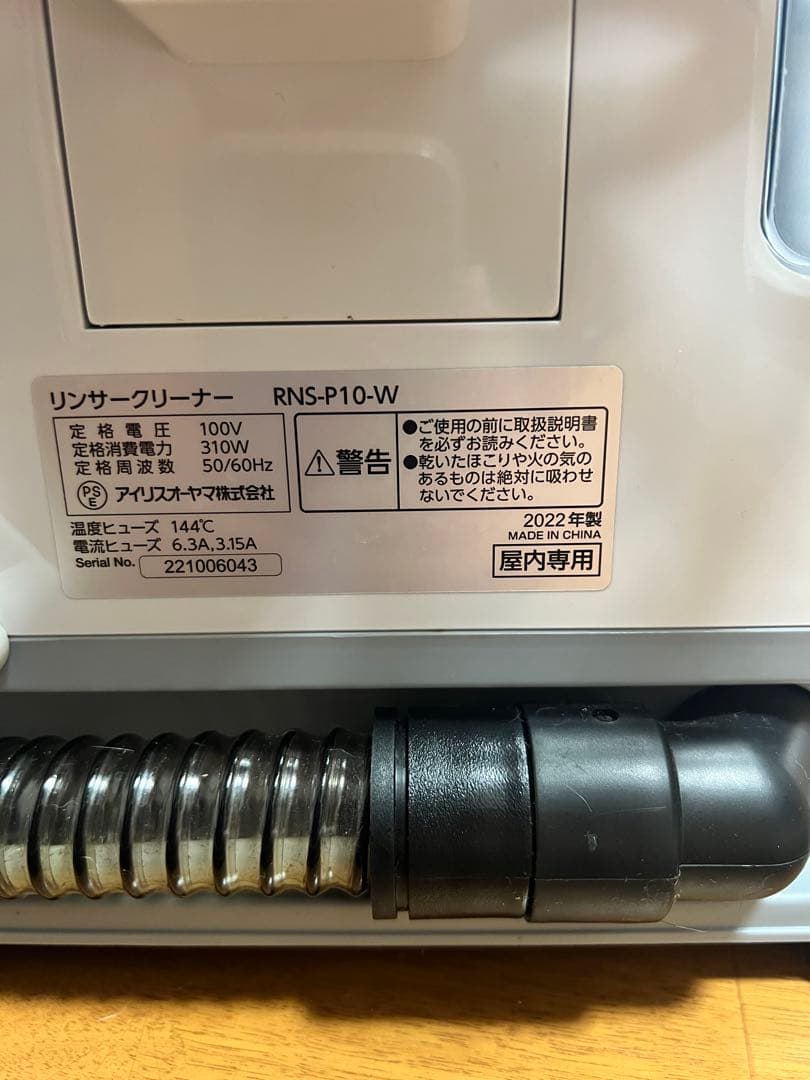 リンサークリーナー RNS-P10-W
定格電圧 100V
定格消費電力 310W
定格周波数 50/60Hz
PSE アイリスオーヤマ株式会社
⚠警告
●ご使用の前に取扱説明書
を必ずお読みください。
●乾いたほこりや火の気の
あるものは絶対に吸わせ
ないでください。
温度ヒューズ 144℃
電流ヒューズ 6.3A,3.15A
Serial No. 221006043
2022年製
MADE IN CHINA
屋内専用